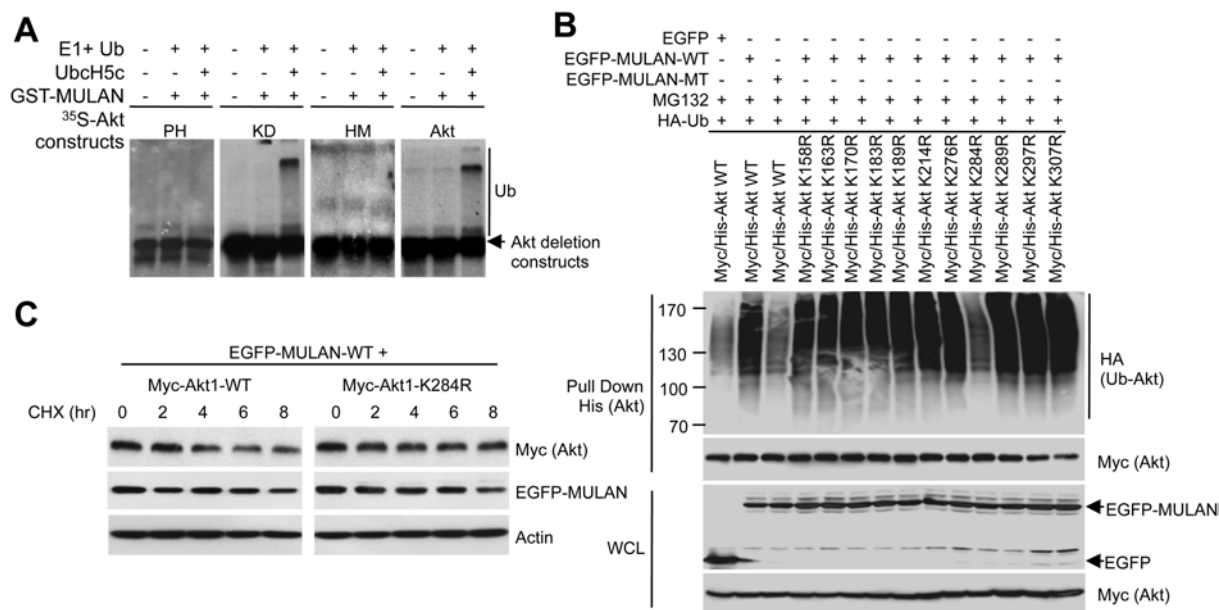 A
E1+ Ub - + + - + + - + + - + +
UbcH5c - - + - - + - - + - - +
GST-MULAN - + + - + + - + + - + +
35S-Akt
constructs
PH KD HM Akt
Ub
Akt deletion
constructs
B
EGFP + - - - - - - - - - - - - -
EGFP-MULAN-WT - + - + + + + + + + + + + +
EGFP-MULAN-MT - - + - - - - - - - - - - -
MG132 + + + + + + + + + + + + + +
HA-Ub + + + + + + + + + + + + + +
Myc/His-Akt WT
Myc/His-Akt WT
Myc/His-Akt WT
Myc/His-Akt K158R
Myc/His-Akt K163R
Myc/His-Akt K170R
Myc/His-Akt K183R
Myc/His-Akt K189R
Myc/His-Akt K214R
Myc/His-Akt K276R
Myc/His-Akt K284R
Myc/His-Akt K289R
Myc/His-Akt K297R
Myc/His-Akt K307R
Pull Down
His (Akt)
170
130
100
70
HA
(Ub-Akt)
Myc (Akt)
WCL
EGFP-MULAN
EGFP
Myc (Akt)
C
EGFP-MULAN-WT +
Myc-Akt1-WT Myc-Akt1-K284R
CHX (hr) 0 2 4 6 8 0 2 4 6 8
Myc (Akt)
EGFP-MULAN
Actin